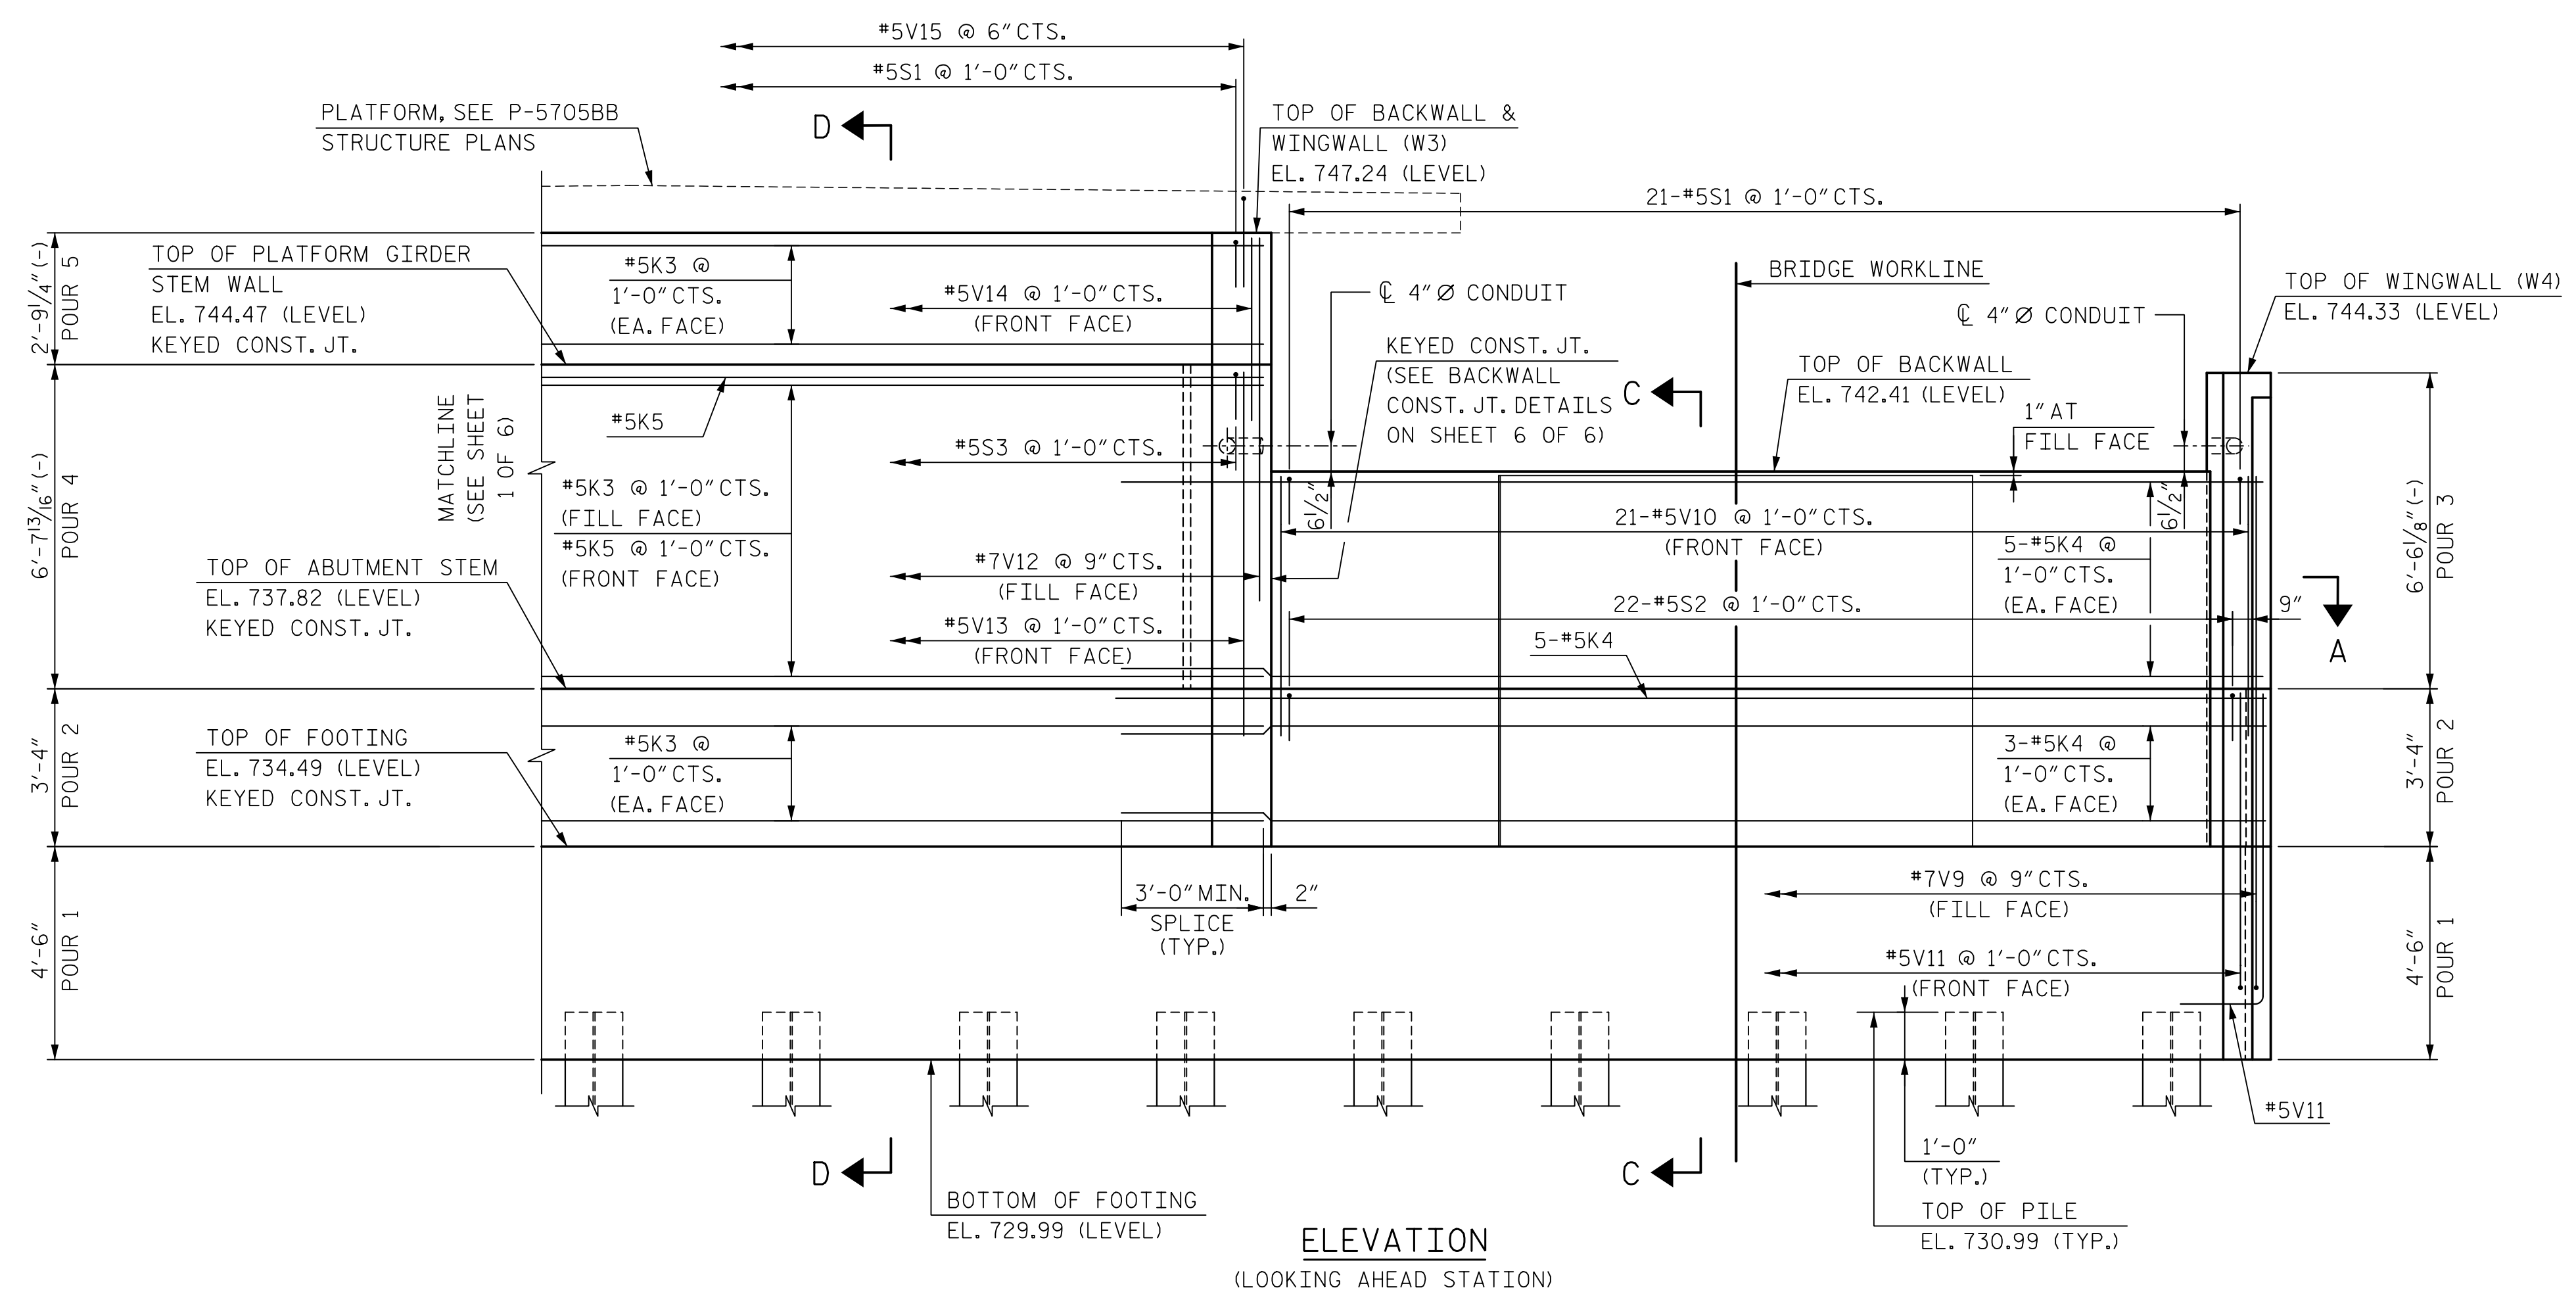 #5V15 @ 6" CTS.
#5S1 @ 1'-0" CTS.
PLATFORM, SEE P-5705BB
STRUCTURE PLANS
D
TOP OF BACKWALL &
WINGWALL (W3)
EL. 747.24 (LEVEL)
21-#5S1 @ 1'-0" CTS.
2'-9 1/4" (-)
POUR 5
TOP OF PLATFORM GIRDER
STEM WALL
EL. 744.47 (LEVEL)
KEYED CONST. JT.
#5K3 @
1'-0" CTS.
(EA. FACE)
#5V14 @ 1'-0" CTS.
(FRONT FACE)
℄ 4" Ø CONDUIT
BRIDGE WORKLINE
℄ 4" Ø CONDUIT
TOP OF WINGWALL (W4)
EL. 744.33 (LEVEL)
KEYED CONST. JT.
(SEE BACKWALL
CONST. JT. DETAILS
ON SHEET 6 OF 6)
TOP OF BACKWALL
EL. 742.41 (LEVEL)
C
1" AT
FILL FACE
6'-7 13/16" (-)
POUR 4
MATCHLINE
(SEE SHEET
1 OF 6)
#5K5
#5S3 @ 1'-0" CTS.
#5K3 @ 1'-0" CTS.
(FILL FACE)
#5K5 @ 1'-0" CTS.
(FRONT FACE)
6 1/2"
21-#5V10 @ 1'-0" CTS.
(FRONT FACE)
6 1/2"
5-#5K4 @
1'-0" CTS.
(EA. FACE)
6'-6 1/8" (-)
POUR 3
TOP OF ABUTMENT STEM
EL. 737.82 (LEVEL)
KEYED CONST. JT.
#7V12 @ 9" CTS.
(FILL FACE)
22-#5S2 @ 1'-0" CTS.
9"
A
#5V13 @ 1'-0" CTS.
(FRONT FACE)
5-#5K4
3'-4"
POUR 2
TOP OF FOOTING
EL. 734.49 (LEVEL)
KEYED CONST. JT.
#5K3 @
1'-0" CTS.
(EA. FACE)
3-#5K4 @
1'-0" CTS.
(EA. FACE)
3'-4"
POUR 2
4'-6"
POUR 1
3'-0" MIN.
SPLICE
(TYP.)
2"
#7V9 @ 9" CTS.
(FILL FACE)
#5V11 @ 1'-0" CTS.
(FRONT FACE)
4'-6"
POUR 1
#5V11
D
C
1'-0"
(TYP.)
BOTTOM OF FOOTING
EL. 729.99 (LEVEL)
TOP OF PILE
EL. 730.99 (TYP.)
ELEVATION
(LOOKING AHEAD STATION)